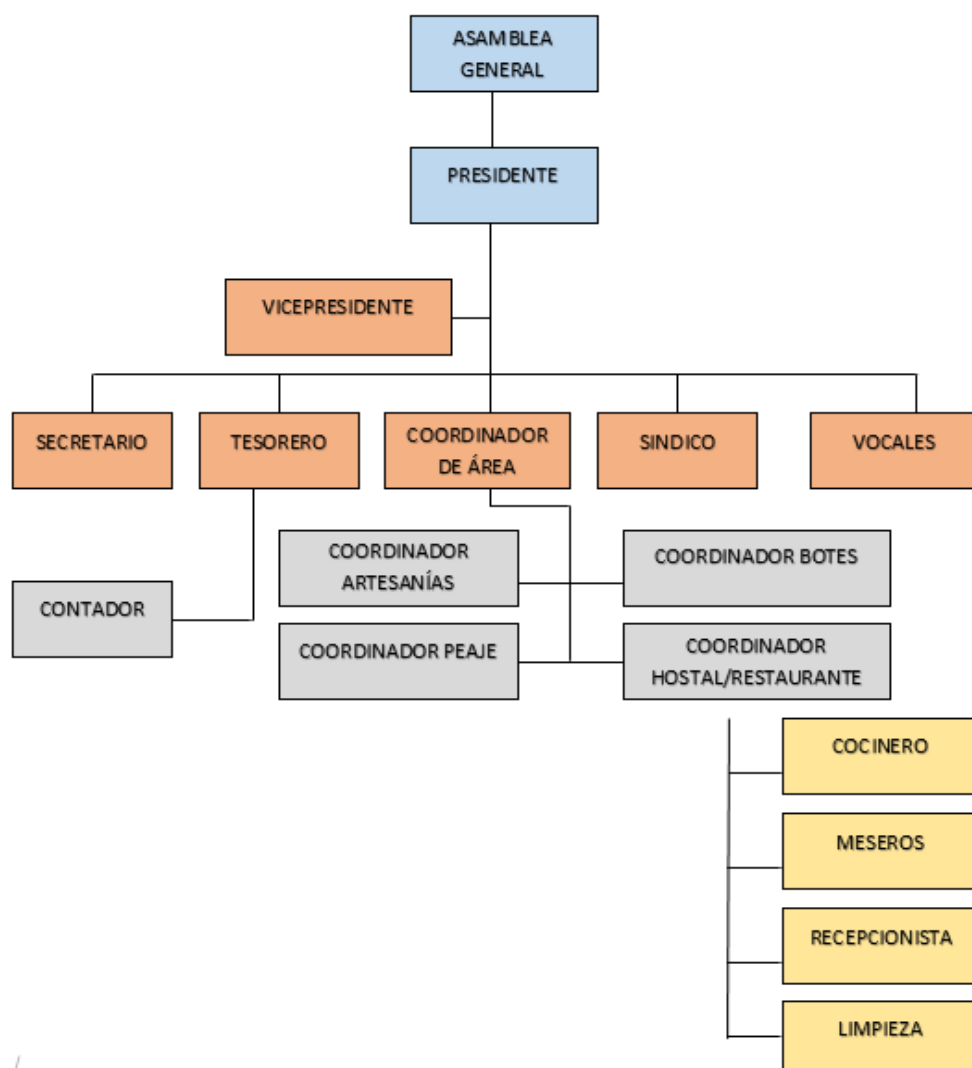 ASAMBLEA
GENERAL
PRESIDENTE
VICEPRESIDENTE
SECRETARIO
TESORERO
COORDINADOR
DE ÁREA
SINDICO
VOCALES
COORDINADOR
ARTESANÍAS
COORDINADOR BOTES
CONTADOR
COORDINADOR PEAJE
COORDINADOR
HOSTAL/RESTAURANTE
COCINERO
MESEROS
RECEPCIONISTA
LIMPIEZA